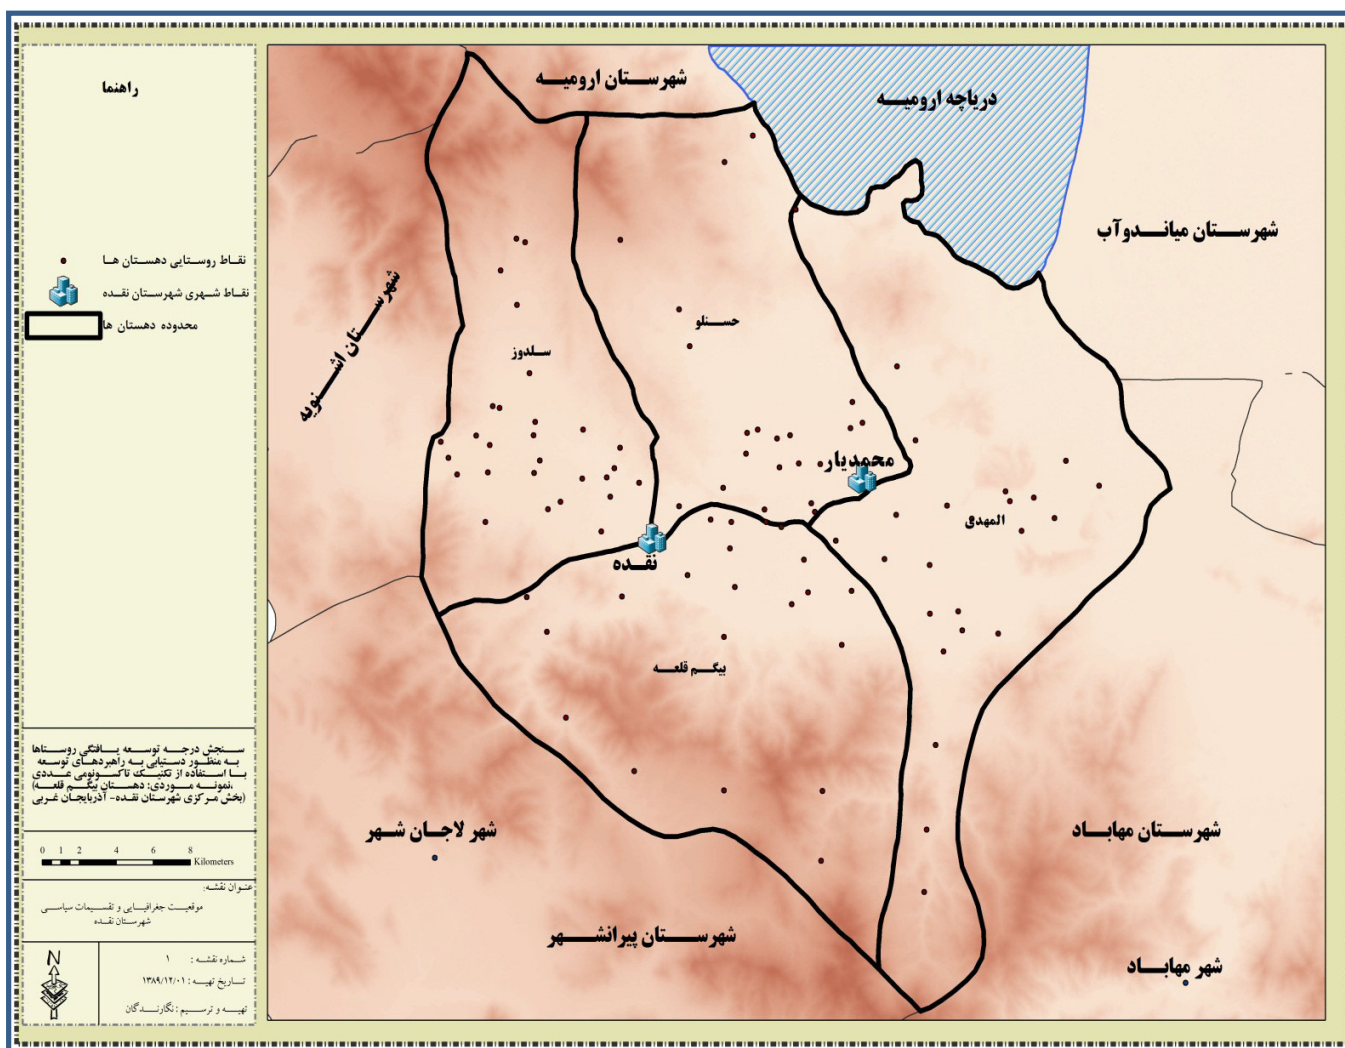 راهنما
نقاط روستایی دهستان ها
نقاط شهری شهرستان نقده
محدوده دهستان ها
سنجش درجه توسعه یافتگی روستاها
به منظور دستیابی به راهبردهای توسعه
با استفاده از تکنیک تاکسونومی عددی
،نمونه موردی: دهستان بیگم قلعه)
(بخش مرکزی شهرستان نقده- آذربایجان غربی
0 1 2 4 6 8
Kilometers
عنوان نقشه:
موقعیت جغرافیایی و تقسیمات سیاسی
شهرستان نقده
N
شماره نقشه : ۱
تاریخ تهیه : ۱۳۸۹/۱۲/۰۱
تهیه و ترسیم : نگارندگان
شهرستان ارومیه
دریاچه ارومیه
شهرستان میاندوآب
شهرستان اشنویه
حسنلو
سلدوز
محمدیار
المهدی
نقده
بیگم قلعه
شهر لاجان شهر
شهرستان مهاباد
شهرستان پیرانشهر
شهر مهاباد